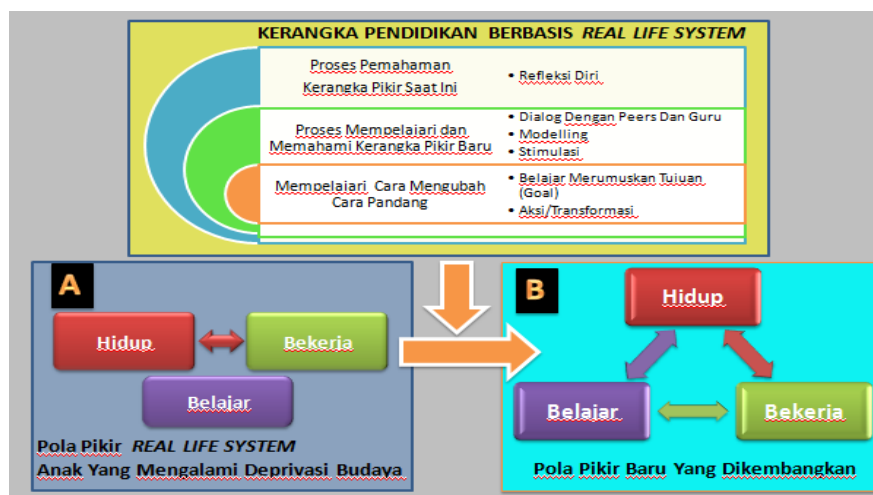 KERANGKA PENDIDIKAN BERBASIS REAL LIFE SYSTEM
Proses Pemahaman
Kerangka Pikir Saat Ini
• Refleksi Diri
Proses Mempelajari dan
Memahami Kerangka Pikir Baru
• Dialog Dengan Peers Dan Guru
• Modelling
• Stimulasi
Mempelajari Cara Mengubah
Cara Pandang
• Belajar Merumuskan Tujuan
(Goal)
• Aksi/Transformasi
A
Hidup
Bekerja
Belajar
Pola Pikir REAL LIFE SYSTEM
Anak Yang Mengalami Deprivasi Budaya
B
Hidup
Belajar
Bekerja
Pola Pikir Baru Yang Dikembangkan